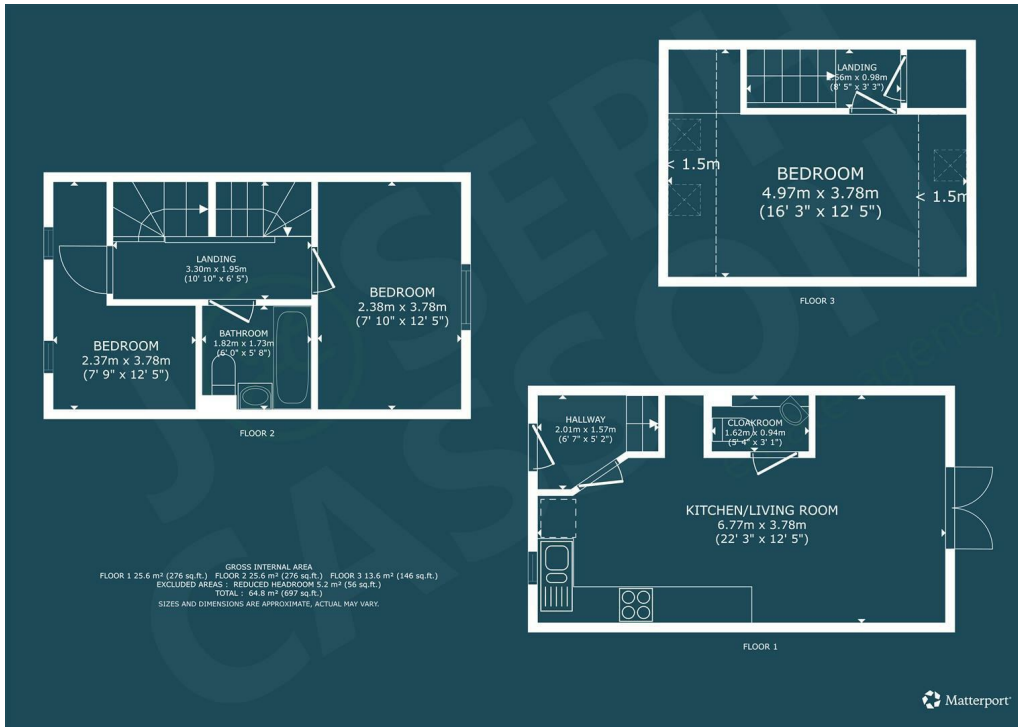 LANDING
.56m x 0.98m
(8' 5" x 3' 3")
BEDROOM
4.97m x 3.78m
(16' 3" x 12' 5")
< 1.5m
< 1.5m
FLOOR 3
LANDING
3.30m x 1.95m
(10' 10" x 6' 5")
BEDROOM
2.38m x 3.78m
(7' 10" x 12' 5")
BATHROOM
1.82m x 1.73m
(6' 0" x 5' 8")
BEDROOM
2.37m x 3.78m
(7' 9" x 12' 5")
FLOOR 2
HALLWAY
2.01m x 1.57m
(6' 7" x 5' 2")
CLOAKROOM
1.62m x 0.94m
(5' 4" x 3' 1")
KITCHEN/LIVING ROOM
6.77m x 3.78m
(22' 3" x 12' 5")
FLOOR 1
GROSS INTERNAL AREA
FLOOR 1 25.6 m² (276 sq.ft.) FLOOR 2 25.6 m² (276 sq.ft.) FLOOR 3 13.6 m² (146 sq.ft.)
EXCLUDED AREAS : REDUCED HEADROOM 5.2 m² (56 sq.ft.)
TOTAL : 64.8 m² (697 sq.ft.)
SIZES AND DIMENSIONS ARE APPROXIMATE, ACTUAL MAY VARY.
JOSEPH
CASSON
Matterport